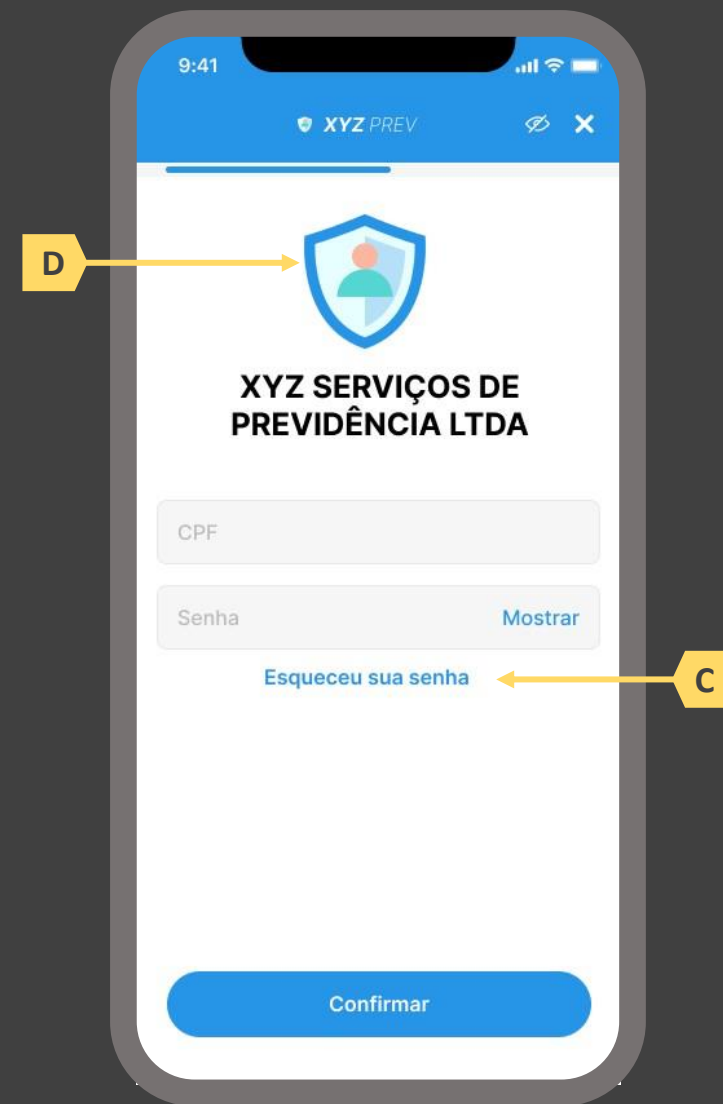 9:41
XYZ PREV
D
XYZ SERVIÇOS DE
PREVIDÊNCIA LTDA
CPF
Senha Mostrar
Esqueceu sua senha
C
Confirmar